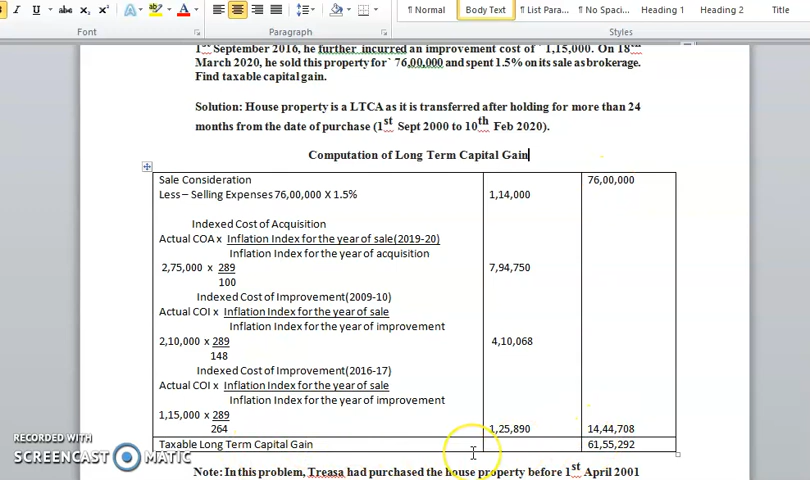 ¶ Normal Body Text ¶ List Para... ¶ No Spaci... Heading 1 Heading 2 Title
Font Paragraph Styles
1st September 2016, he further incurred an improvement cost of ` 1,15,000. On 18th
March 2020, he sold this property for` 76,00,000 and spent 1.5% on its sale as brokerage.
Find taxable capital gain.
Solution: House property is a LTCA as it is transferred after holding for more than 24
months from the date of purchase (1st Sept 2000 to 10th Feb 2020).
Computation of Long Term Capital Gain
Sale Consideration 76,00,000
Less – Selling Expenses 76,00,000 X 1.5% 1,14,000
Indexed Cost of Acquisition
Actual COA x Inflation Index for the year of sale(2019-20)
Inflation Index for the year of acquisition
2,75,000 x 289 7,94,750
100
Indexed Cost of Improvement(2009-10)
Actual COI x Inflation Index for the year of sale
Inflation Index for the year of improvement
2,10,000 x 289 4,10,068
148
Indexed Cost of Improvement(2016-17)
Actual COI x Inflation Index for the year of sale
Inflation Index for the year of improvement
1,15,000 x 289
264 1,25,890 14,44,708
Taxable Long Term Capital Gain 61,55,292
Note: In this problem, Treasa had purchased the house property before 1st April 2001
RECORDED WITH
SCREENCAST MATIC